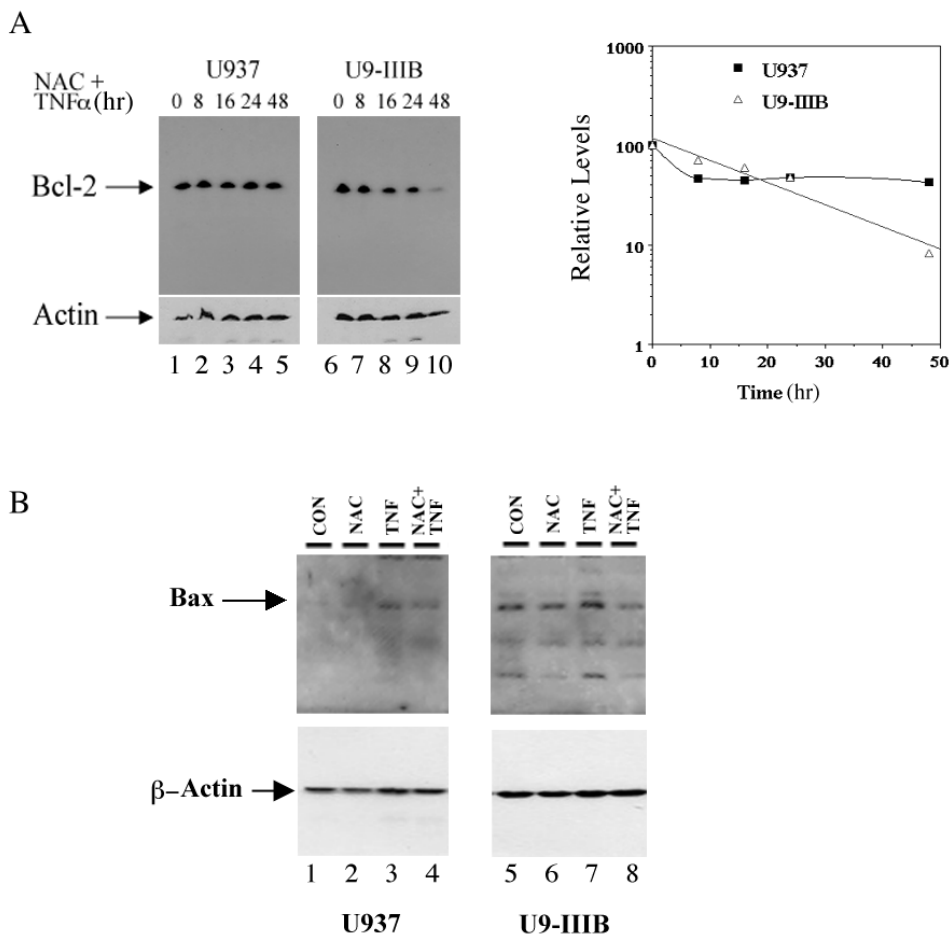 A
U937
U9-IIIB
NAC +
TNFα (hr)
0 8 16 24 48
0 8 16 24 48
Bcl-2
Actin
1 2 3 4 5
6 7 8 9 10
1000
100
10
1
Relative Levels
U937
U9-IIIB
0 10 20 30 40 50
Time (hr)
B
CON
NAC
TNF
NAC+
TNF
CON
NAC
TNF
NAC+
TNF
Bax
β–Actin
1 2 3 4
5 6 7 8
U937
U9-IIIB